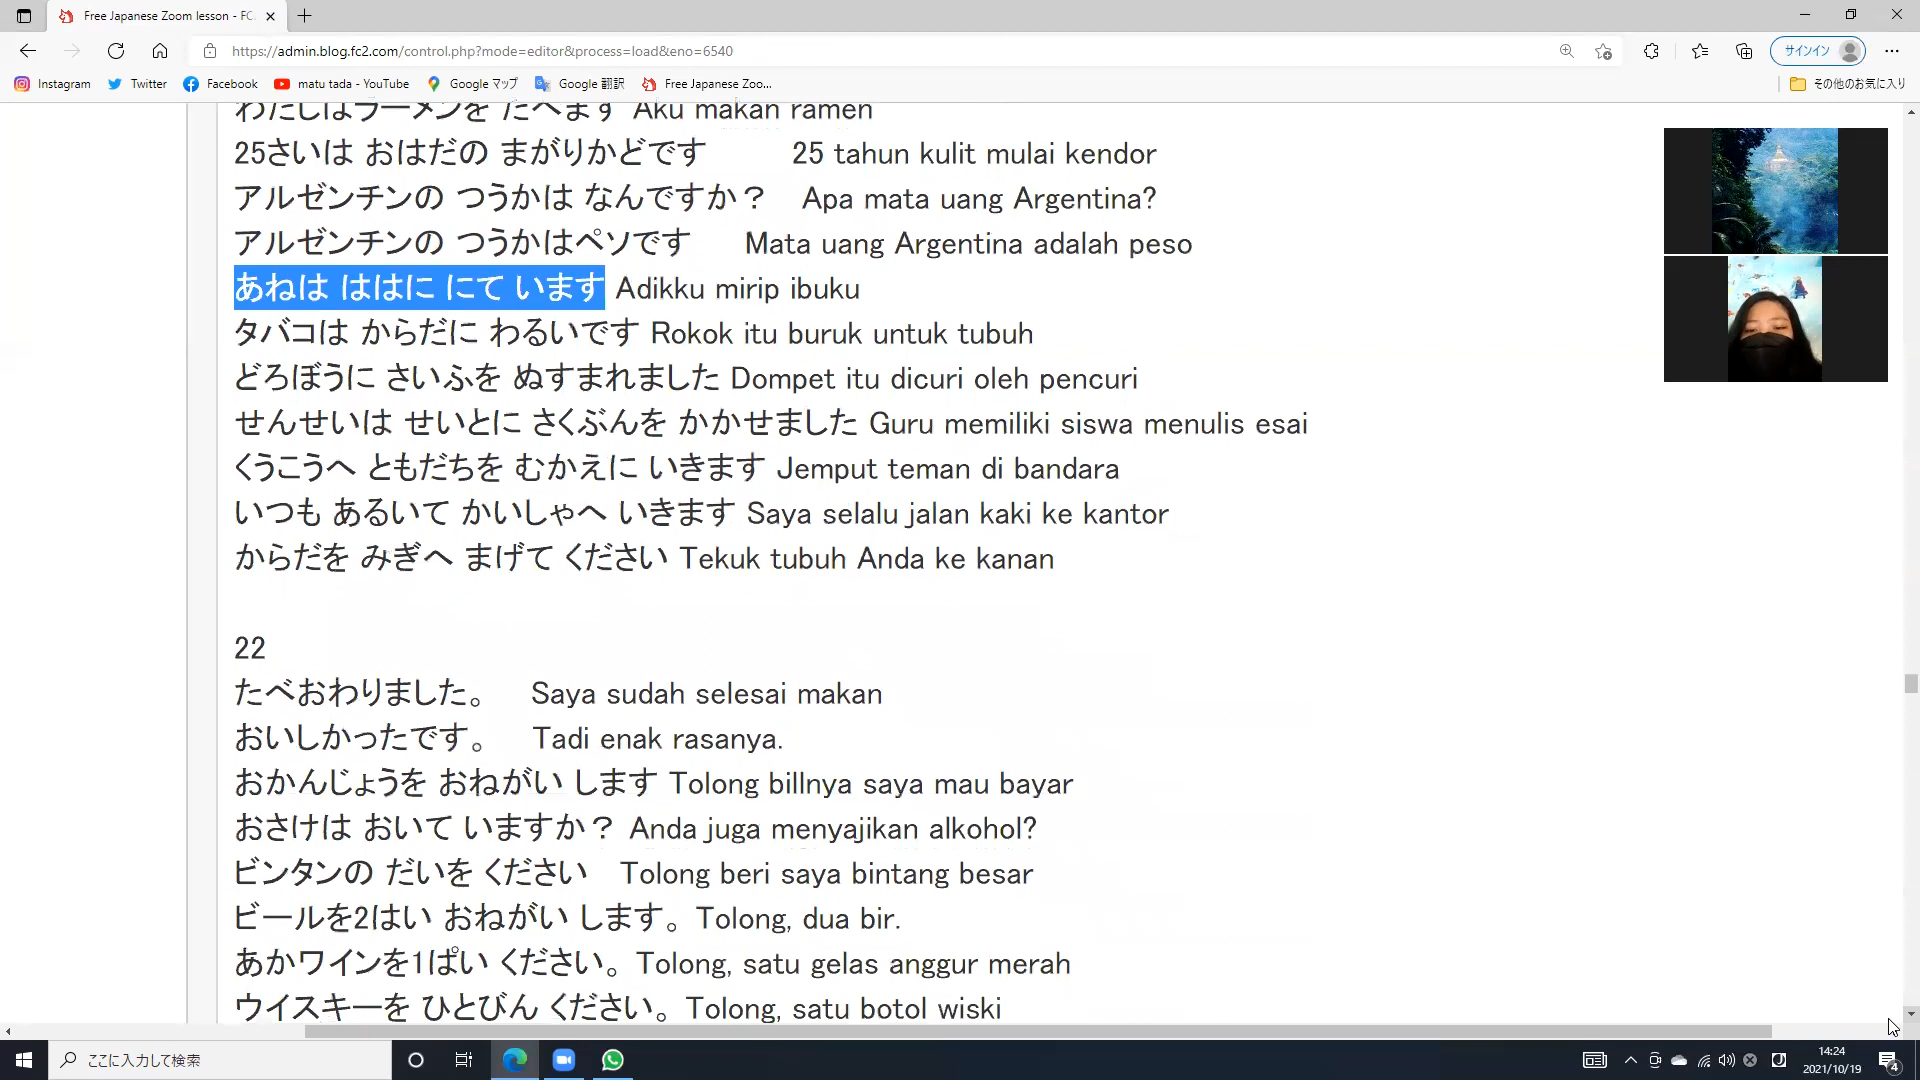 Free Japanese Zoom lesson - FC
https://admin.blog.fc2.com/control.php?mode=editor&process=load&eno=6540
サインイン
Instagram Twitter Facebook matu tada - YouTube Google マップ Google 翻訳 Free Japanese Zoo... その他のお気に入り
わたしはラーメンを たべます Aku makan ramen
25さいは おはだの まがりかどです 25 tahun kulit mulai kendor
アルゼンチンの つうかは なんですか？ Apa mata uang Argentina?
アルゼンチンの つうかはペソです Mata uang Argentina adalah peso
あねは ははに にて います Adikku mirip ibuku
タバコは からだに わるいです Rokok itu buruk untuk tubuh
どろぼうに さいふを ぬすまれました Dompet itu dicuri oleh pencuri
せんせいは せいとに さくぶんを かかせました Guru memiliki siswa menulis esai
くうこうへ ともだちを むかえに いきます Jemput teman di bandara
いつも あるいて かいしゃへ いきます Saya selalu jalan kaki ke kantor
からだを みぎへ まげて ください Tekuk tubuh Anda ke kanan
22
たべおわりました。 Saya sudah selesai makan
おいしかったです。 Tadi enak rasanya.
おかんじょうを おねがい します Tolong billnya saya mau bayar
おさけは おいて いますか？ Anda juga menyajikan alkohol?
ビンタンの だいを ください Tolong beri saya bintang besar
ビールを2はい おねがい します。 Tolong, dua bir.
あかワインを1ぱい ください。 Tolong, satu gelas anggur merah
ウイスキーを ひとびん ください。 Tolong, satu botol wiski
ここに入力して検索
14:24
2021/10/19
4